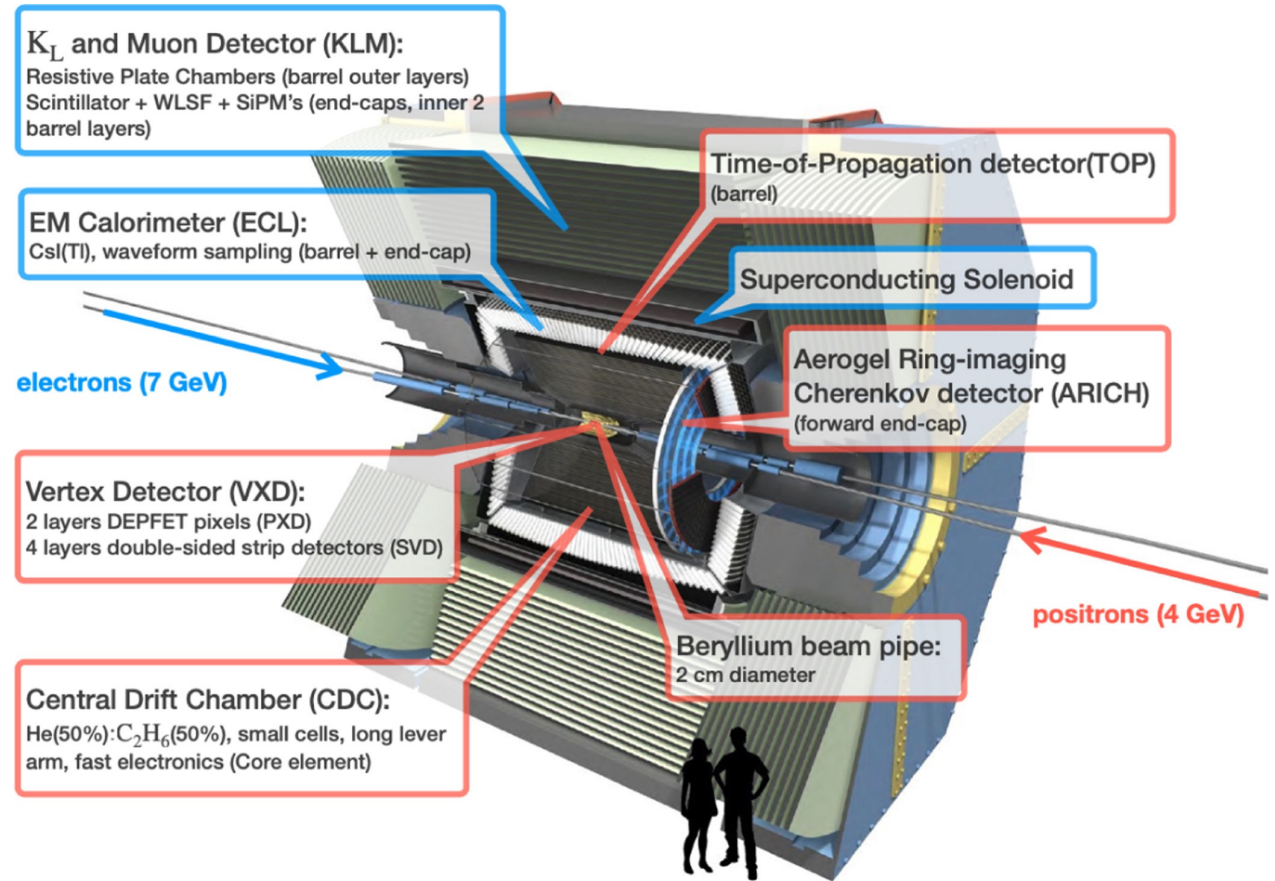 K_L and Muon Detector (KLM):
Resistive Plate Chambers (barrel outer layers)
Scintillator + WLSF + SiPM's (end-caps, inner 2
barrel layers)
Time-of-Propagation detector(TOP)
(barrel)
EM Calorimeter (ECL):
CsI(Tl), waveform sampling (barrel + end-cap)
Superconducting Solenoid
electrons (7 GeV)
Aerogel Ring-imaging
Cherenkov detector (ARICH)
(forward end-cap)
Vertex Detector (VXD):
2 layers DEPFET pixels (PXD)
4 layers double-sided strip detectors (SVD)
positrons (4 GeV)
Beryllium beam pipe:
2 cm diameter
Central Drift Chamber (CDC):
He(50%):C₂H₆(50%), small cells, long lever
arm, fast electronics (Core element)